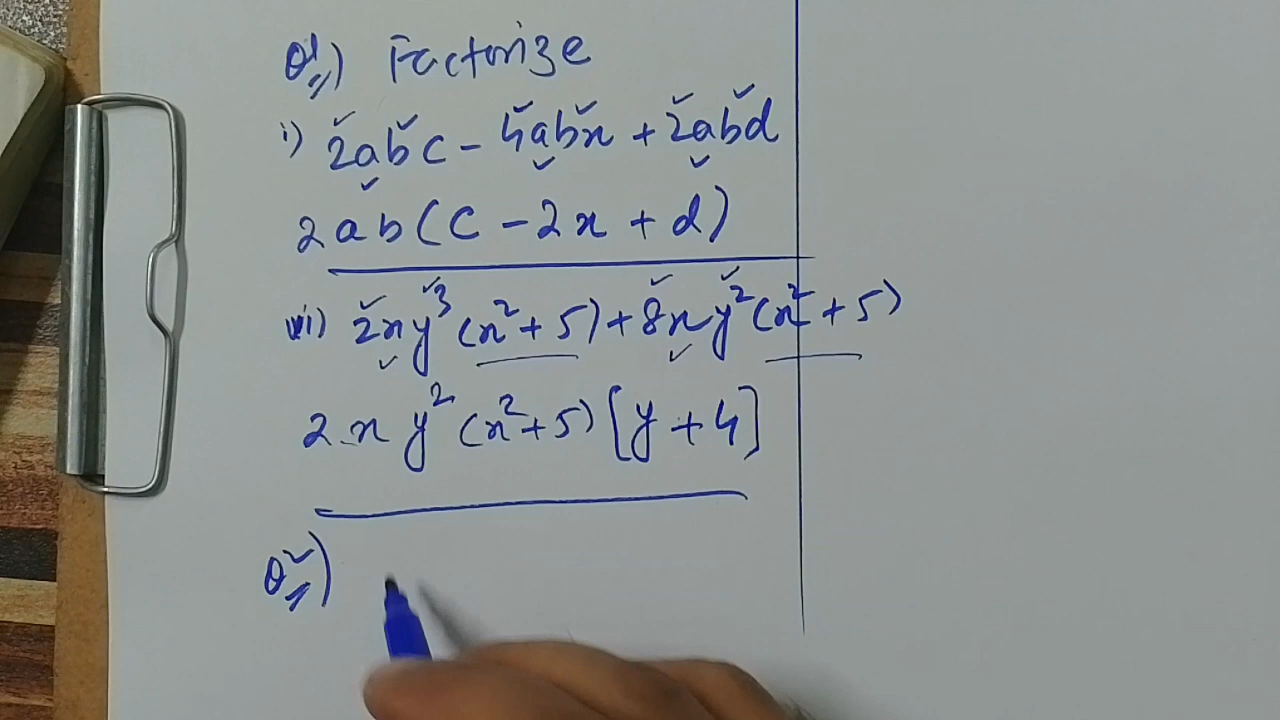 Q1) Factorize
i) 2abc - 4abx + 2abd
2ab(c - 2x + d)
vii) 2xy³(x²+5)+8xy²(x²+5)
2xy²(x²+5)[y+4]
Q2)